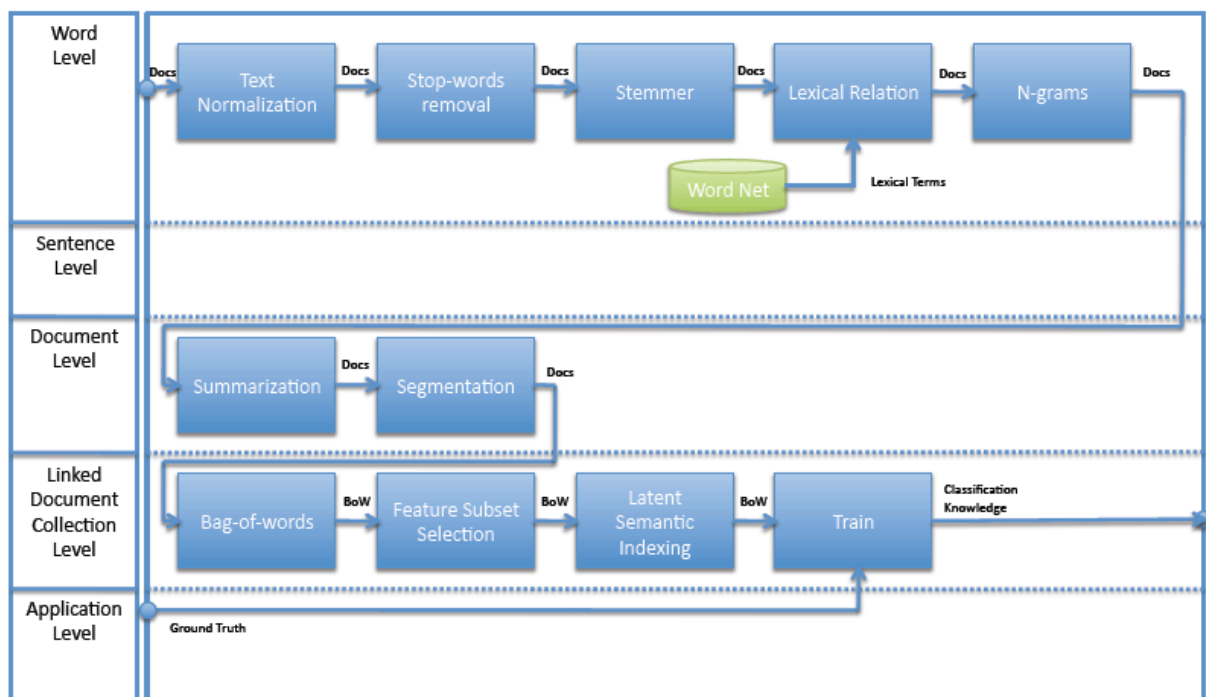 Word
Level
Docs
Text
Normalization
Docs
Stop-words
removal
Docs
Stemmer
Docs
Lexical Relation
Docs
N-grams
Docs
Word Net
Lexical Terms
Sentence
Level
Document
Level
Summarization
Docs
Segmentation
Docs
Linked
Document
Collection
Level
Bag-of-words
BoW
Feature Subset
Selection
BoW
Latent
Semantic
Indexing
BoW
Train
Classification
Knowledge
Application
Level
Ground Truth